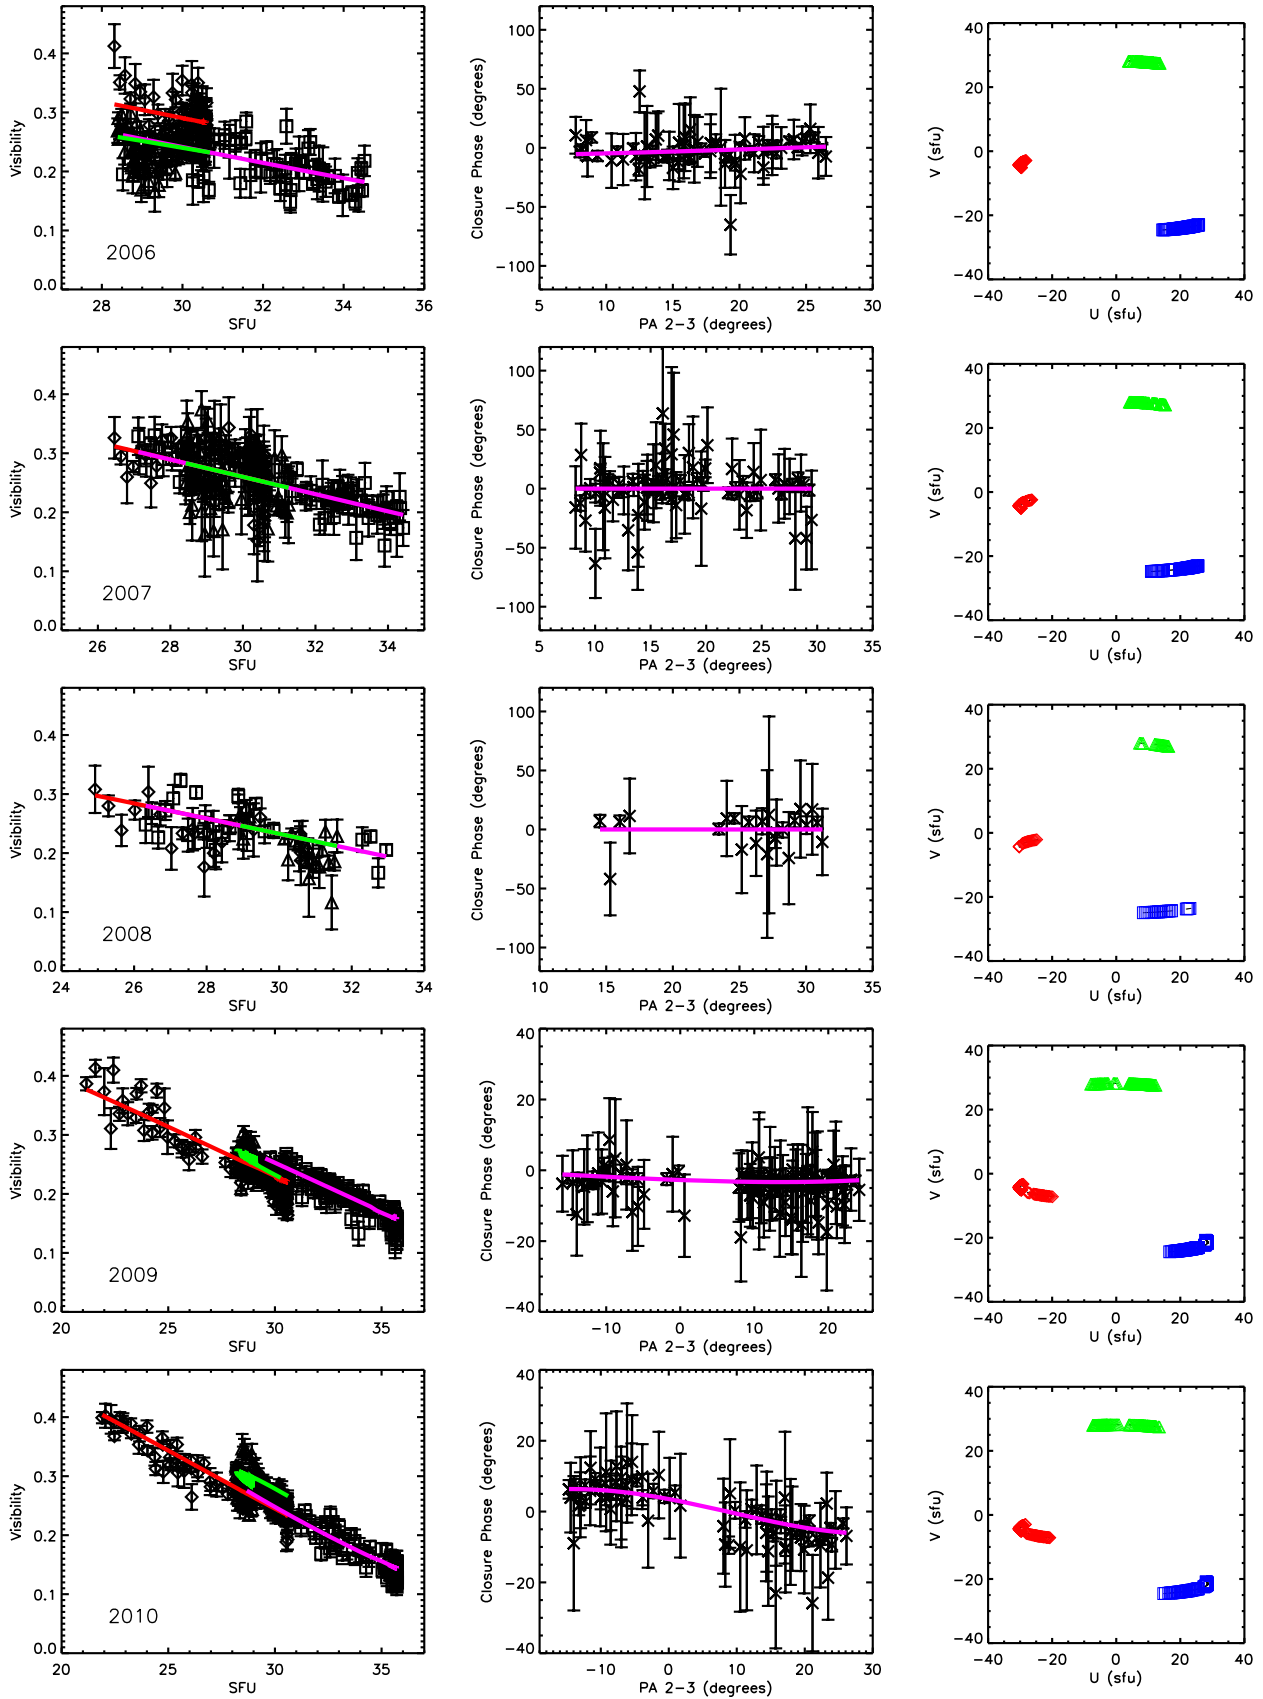 0.4
0.3
0.2
0.1
0.0
Visibility
2006
28 30 32 34 36
SFU
100
50
0
−50
−100
Closure Phase (degrees)
5 10 15 20 25 30
PA 2−3 (degrees)
40
20
0
−20
−40
V (sfu)
−40 −20 0 20 40
U (sfu)
0.4
0.3
0.2
0.1
0.0
Visibility
2007
26 28 30 32 34
SFU
100
50
0
−50
−100
Closure Phase (degrees)
5 10 15 20 25 30 35
PA 2−3 (degrees)
40
20
0
−20
−40
V (sfu)
−40 −20 0 20 40
U (sfu)
0.4
0.3
0.2
0.1
0.0
Visibility
2008
24 26 28 30 32 34
SFU
100
50
0
−50
−100
Closure Phase (degrees)
10 15 20 25 30 35
PA 2−3 (degrees)
40
20
0
−20
−40
V (sfu)
−40 −20 0 20 40
U (sfu)
0.4
0.3
0.2
0.1
0.0
Visibility
2009
20 25 30 35
SFU
40
20
0
−20
−40
Closure Phase (degrees)
−10 0 10 20
PA 2−3 (degrees)
40
20
0
−20
−40
V (sfu)
−40 −20 0 20 40
U (sfu)
0.4
0.3
0.2
0.1
0.0
Visibility
2010
20 25 30 35
SFU
40
20
0
−20
−40
Closure Phase (degrees)
−10 0 10 20 30
PA 2−3 (degrees)
40
20
0
−20
−40
V (sfu)
−40 −20 0 20 40
U (sfu)